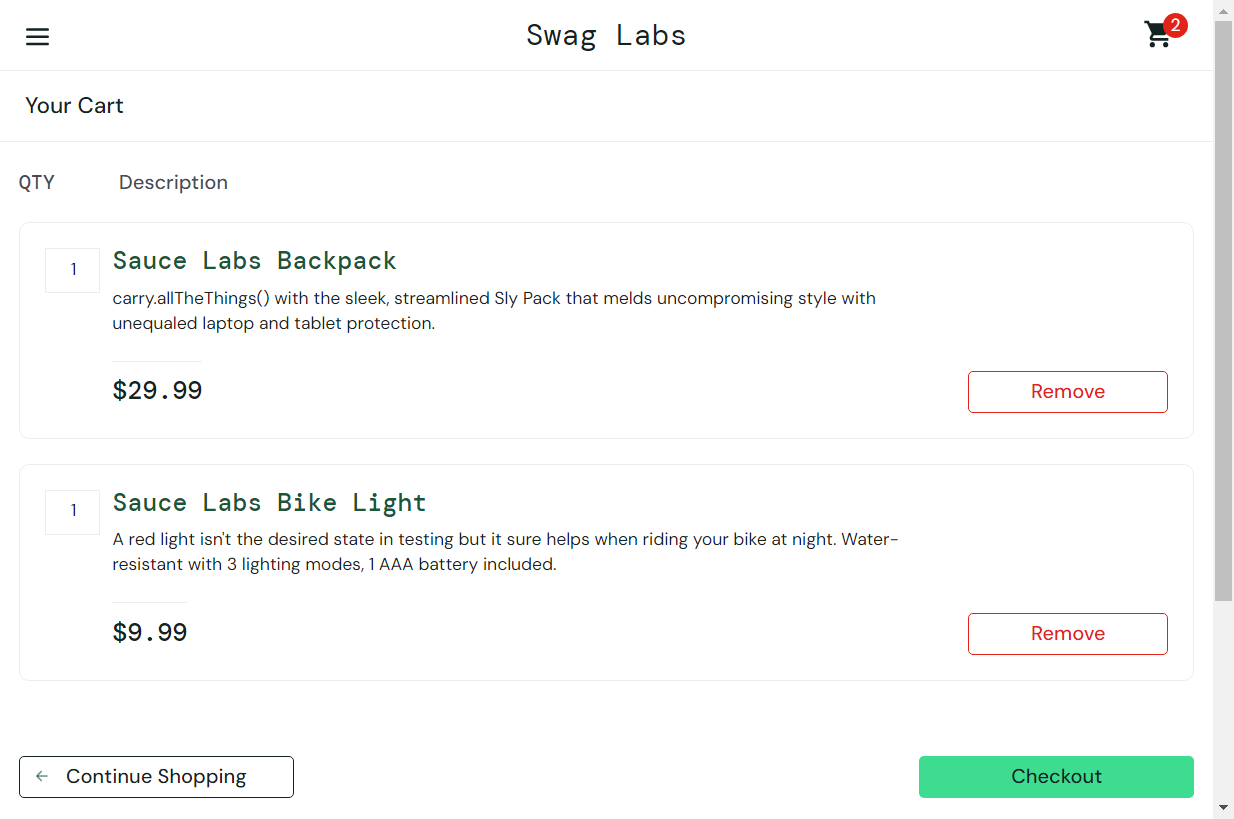 Swag Labs
2
Your Cart
QTY Description
1
Sauce Labs Backpack
carry.allTheThings() with the sleek, streamlined Sly Pack that melds uncompromising style with
unequaled laptop and tablet protection.
$29.99
Remove
1
Sauce Labs Bike Light
A red light isn't the desired state in testing but it sure helps when riding your bike at night. Water-
resistant with 3 lighting modes, 1 AAA battery included.
$9.99
Remove
Continue Shopping
Checkout